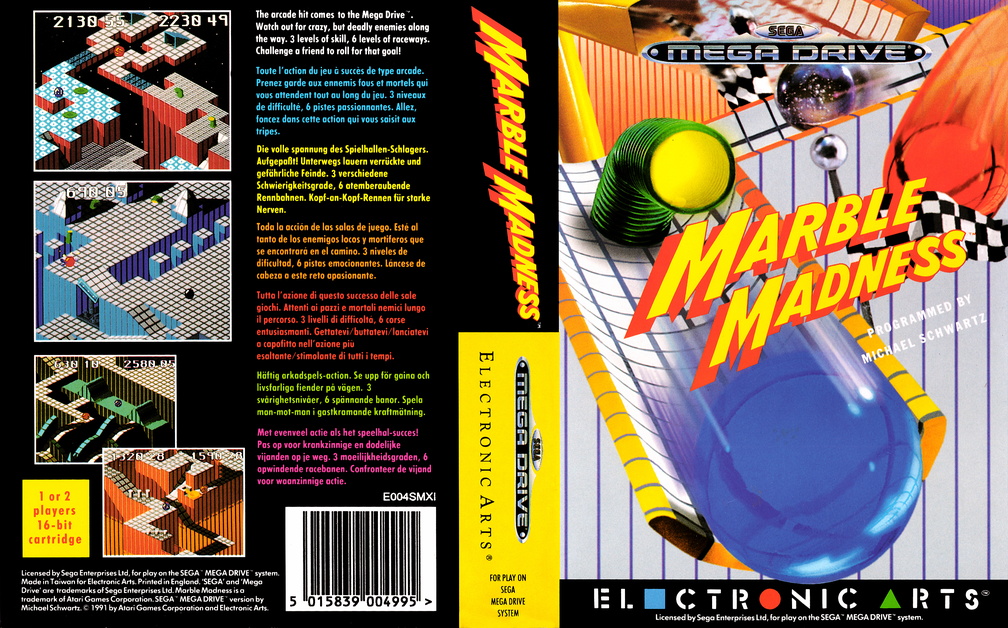 2130 55
2230 49
The arcade hit comes to the Mega Drive™.
Watch out for crazy, but deadly enemies along
the way. 3 levels of skill, 6 levels of raceways.
Challenge a friend to roll for that goal!
Toute l'action du jeu à succès de type arcade.
Prenez garde aux ennemis fous et mortels qui
vous attendent tout au long du jeu. 3 niveaux
de difficulté, 6 pistes passionnantes. Allez,
foncez dans cette action qui vous saisit aux
tripes.
Die volle spannung des Spielhallen-Schlagers.
Aufgepaßt! Unterwegs lauern verrückte und
gefährliche Feinde. 3 verschiedene
Schwierigkeitsgrade, 6 atemberaubende
Rennbahnen. Kopf-an-Kopf-Rennen für starke
Nerven.
Toda la acción de las salas de juego. Esté al
tanto de los enemigos locos y mortíferos que
se encontrará en el camino. 3 niveles de
dificultad, 6 pistas emocionantes. Láncese de
cabeza a este reto apasionante.
Tutta l'azione di questo successo delle sale
giochi. Attenti ai pazzi e mortali nemici lungo
il percorso. 3 livelli di difficoltà, 6 corse
entusiasmanti. Gettatevi/buttatevi/lanciatevi
a capofitto nell'azione più
esaltante/stimolante di tutti i tempi.
Häftig arkadspels-action. Se upp för galna och
livsfarliga fiender på vägen. 3
svårighetsnivåer, 6 spännande banor. Spela
man-mot-man i gastkramande kraftmätning.
Met evenveel actie als het speelhal-succes!
Pas op voor krankzinnige en dodelijke
vijanden op je weg. 3 moeilijkheidsgraden, 6
opwindende racebanen. Confronteer de vijand
voor waanzinnige actie.
690 05
630 10
2580 05
1320 28
1 or 2
players
16-bit
cartridge
E004SMXI
5 015839 004995 >
Licensed by Sega Enterprises Ltd, for play on the SEGA™ MEGA DRIVE™ system.
Made in Taiwan for Electronic Arts. Printed in England. 'SEGA' and 'Mega
Drive' are trademarks of Sega Enterprises Ltd. Marble Madness is a
trademark of Atari Games Corporation. SEGA™ MEGA DRIVE™ version by
Michael Schwartz. © 1991 by Atari Games Corporation and Electronic Arts.
MARBLE MADNESS
ELECTRONIC ARTS®
SEGA
MEGA DRIVE
FOR PLAY ON
SEGA
MEGA DRIVE
SYSTEM
SEGA
MEGA DRIVE
MARBLE
MADNESS
PROGRAMMED BY
MICHAEL SCHWARTZ
ELECTRONIC ARTS™
Licensed by Sega Enterprises Ltd, for play on the SEGA™ MEGA DRIVE™ system.